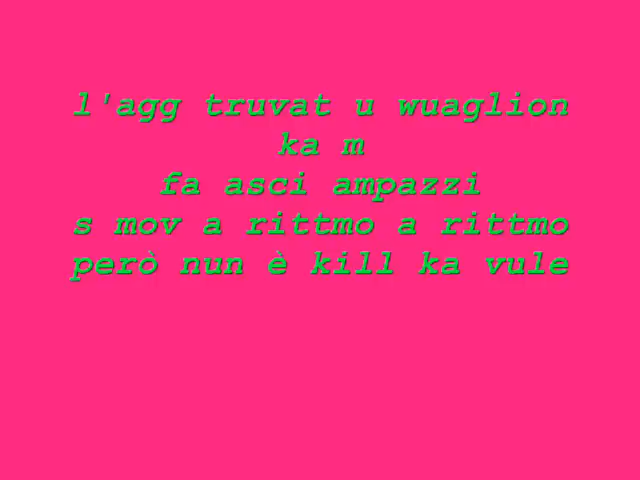 l'agg truvat u wuaglion
ka m
fa asci ampazzi
s mov a rittmo a rittmo
però nun è kill ka vule